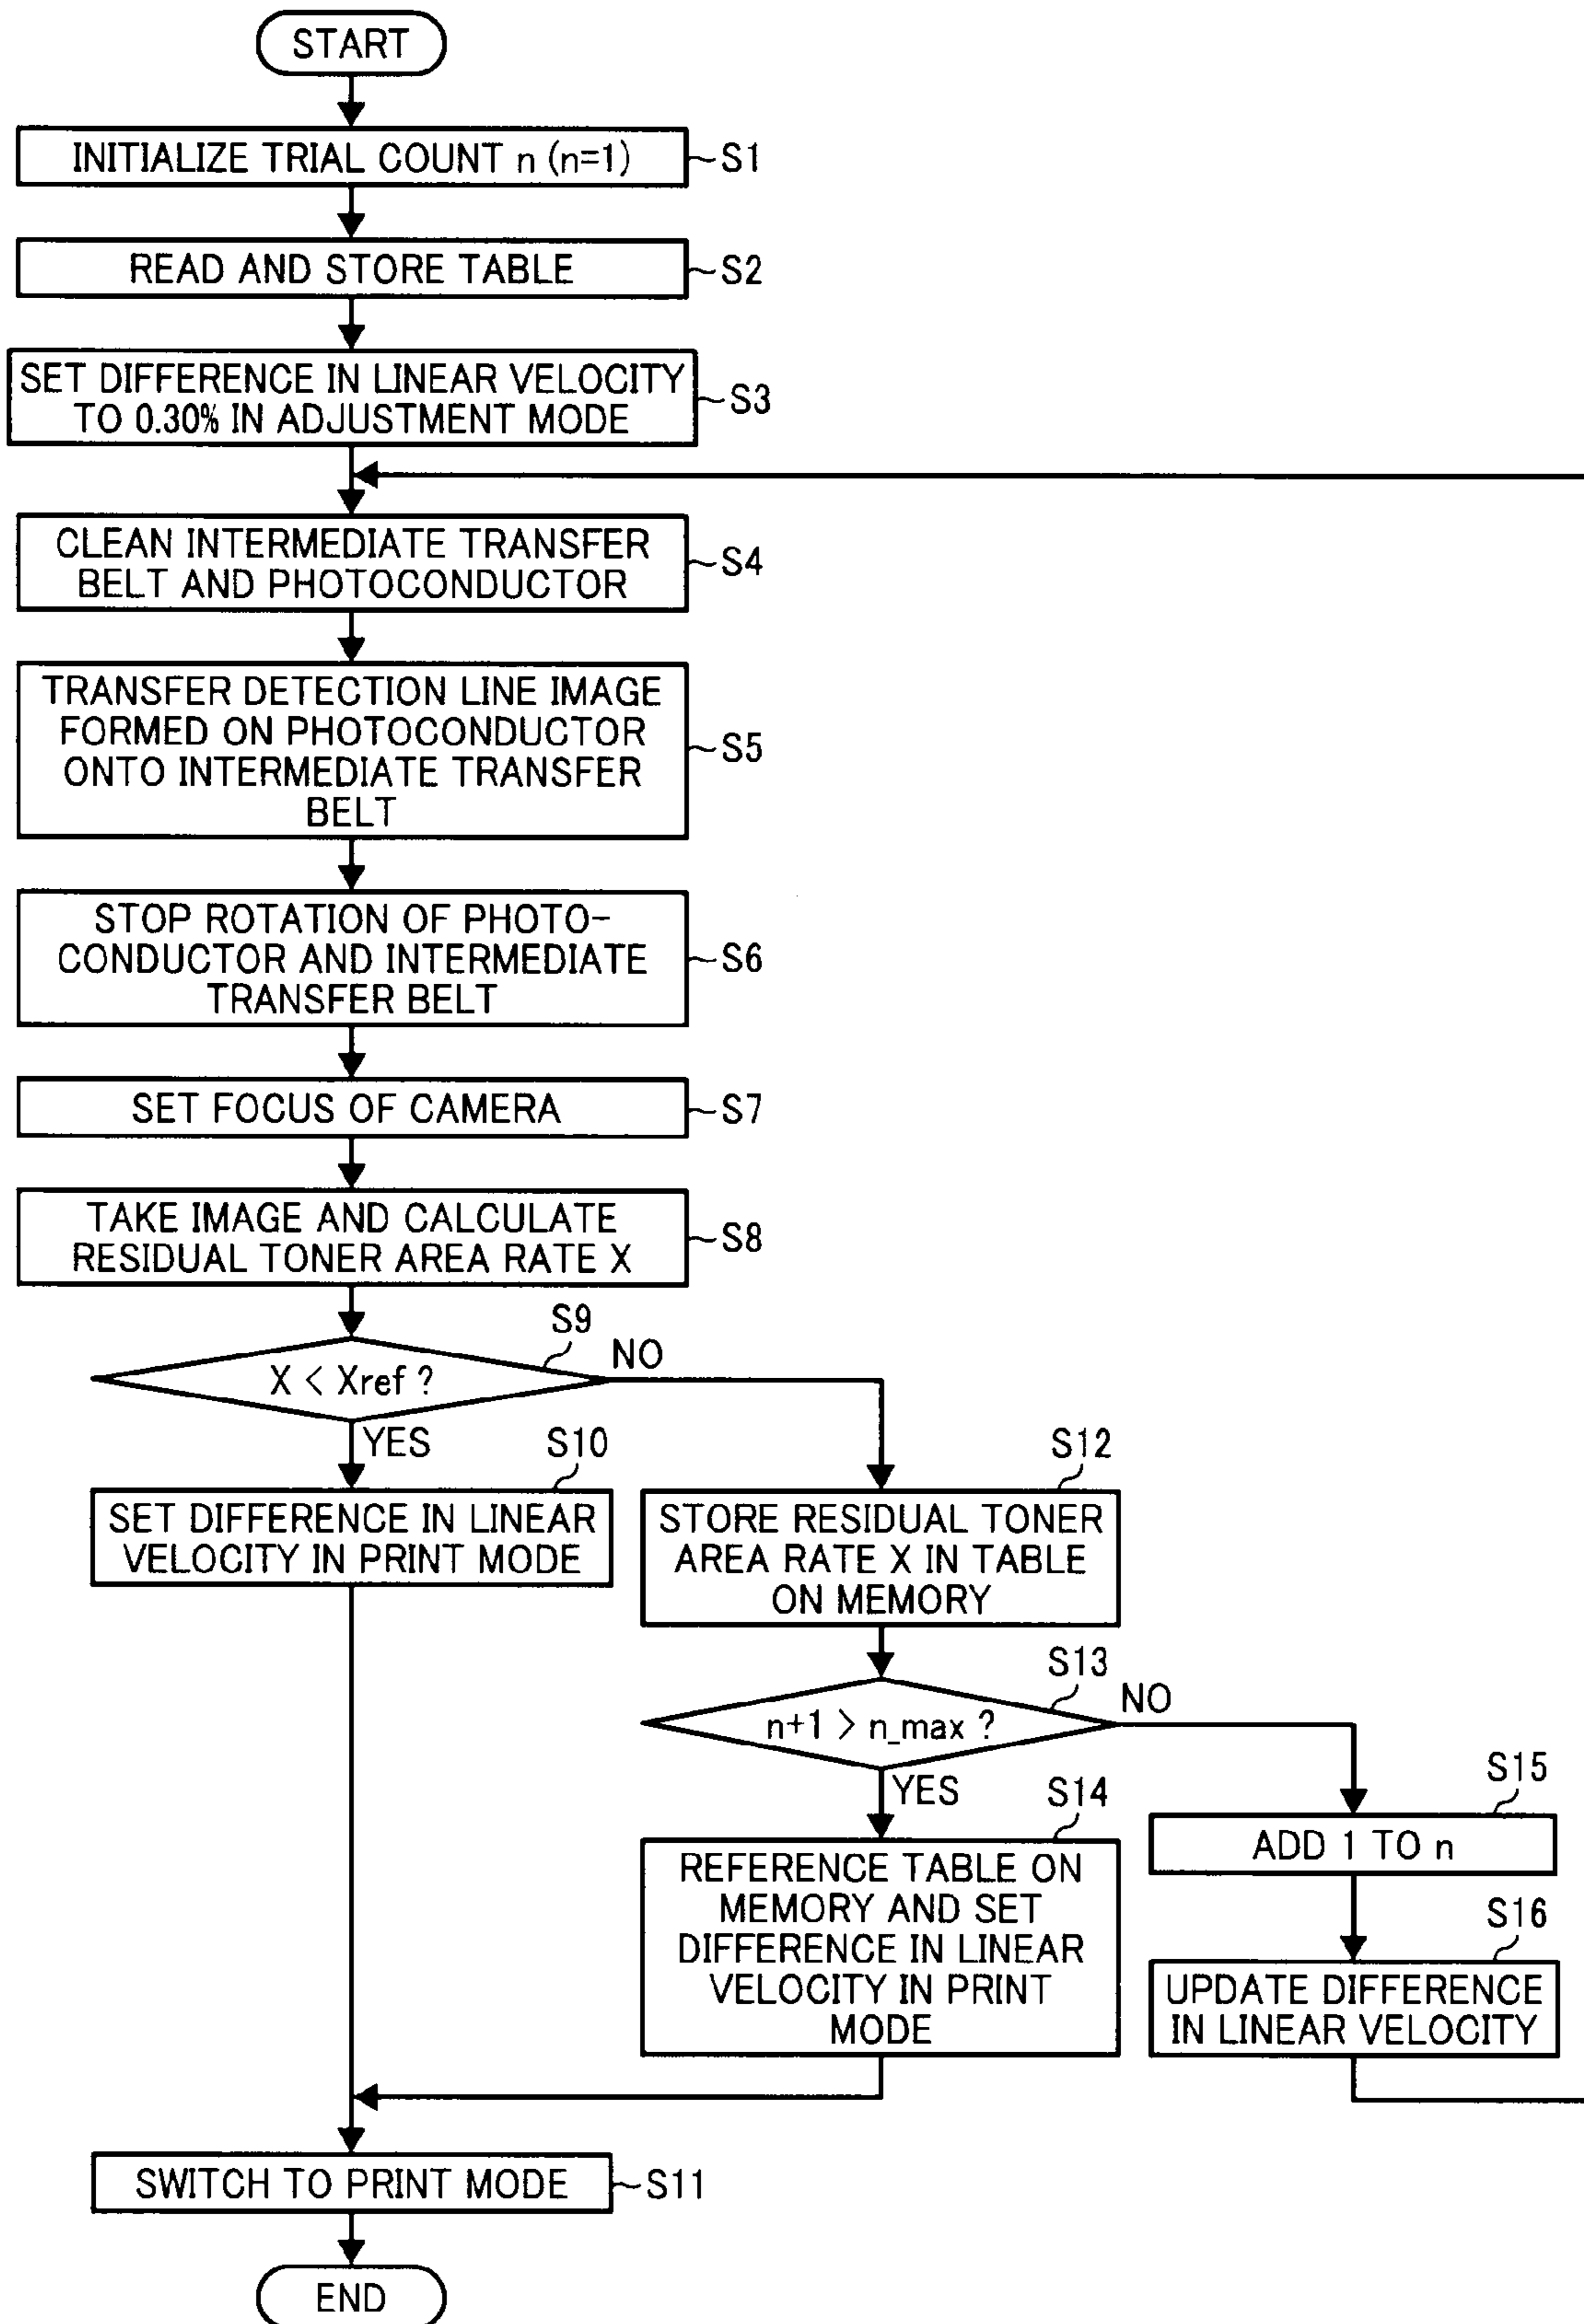 START
INITIALIZE TRIAL COUNT n (n=1)
S1
READ AND STORE TABLE
S2
SET DIFFERENCE IN LINEAR VELOCITY
TO 0.30% IN ADJUSTMENT MODE
S3
CLEAN INTERMEDIATE TRANSFER
BELT AND PHOTOCONDUCTOR
S4
TRANSFER DETECTION LINE IMAGE
FORMED ON PHOTOCONDUCTOR
ONTO INTERMEDIATE TRANSFER
BELT
S5
STOP ROTATION OF PHOTO-
CONDUCTOR AND INTERMEDIATE
TRANSFER BELT
S6
SET FOCUS OF CAMERA
S7
TAKE IMAGE AND CALCULATE
RESIDUAL TONER AREA RATE X
S8
S9
X < Xref ?
NO
YES
S10
SET DIFFERENCE IN LINEAR
VELOCITY IN PRINT MODE
S12
STORE RESIDUAL TONER
AREA RATE X IN TABLE
ON MEMORY
S13
n+1 > n_max ?
NO
YES
S14
REFERENCE TABLE ON
MEMORY AND SET
DIFFERENCE IN LINEAR
VELOCITY IN PRINT
MODE
S15
ADD 1 TO n
S16
UPDATE DIFFERENCE
IN LINEAR VELOCITY
SWITCH TO PRINT MODE
S11
END